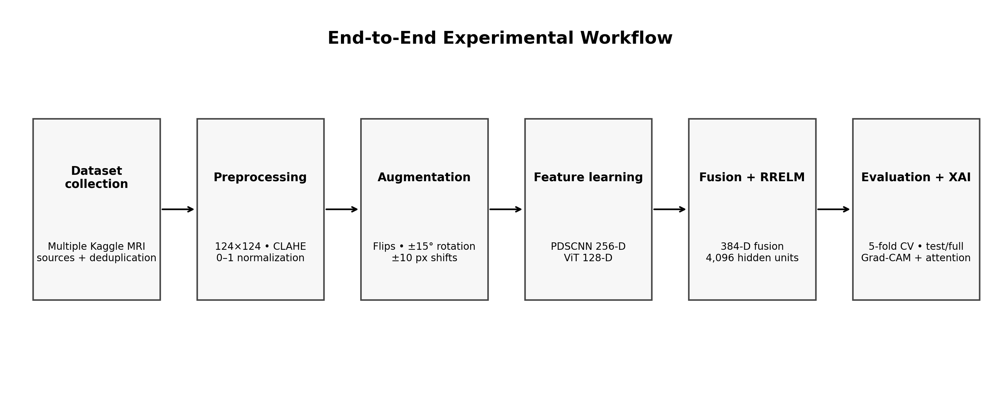 End-to-End Experimental Workflow
Dataset
collection
Multiple Kaggle MRI
sources + deduplication
Preprocessing
124×124 • CLAHE
0–1 normalization
Augmentation
Flips • ±15° rotation
±10 px shifts
Feature learning
PDSCNN 256-D
ViT 128-D
Fusion + RRELM
384-D fusion
4,096 hidden units
Evaluation + XAI
5-fold CV • test/full
Grad-CAM + attention